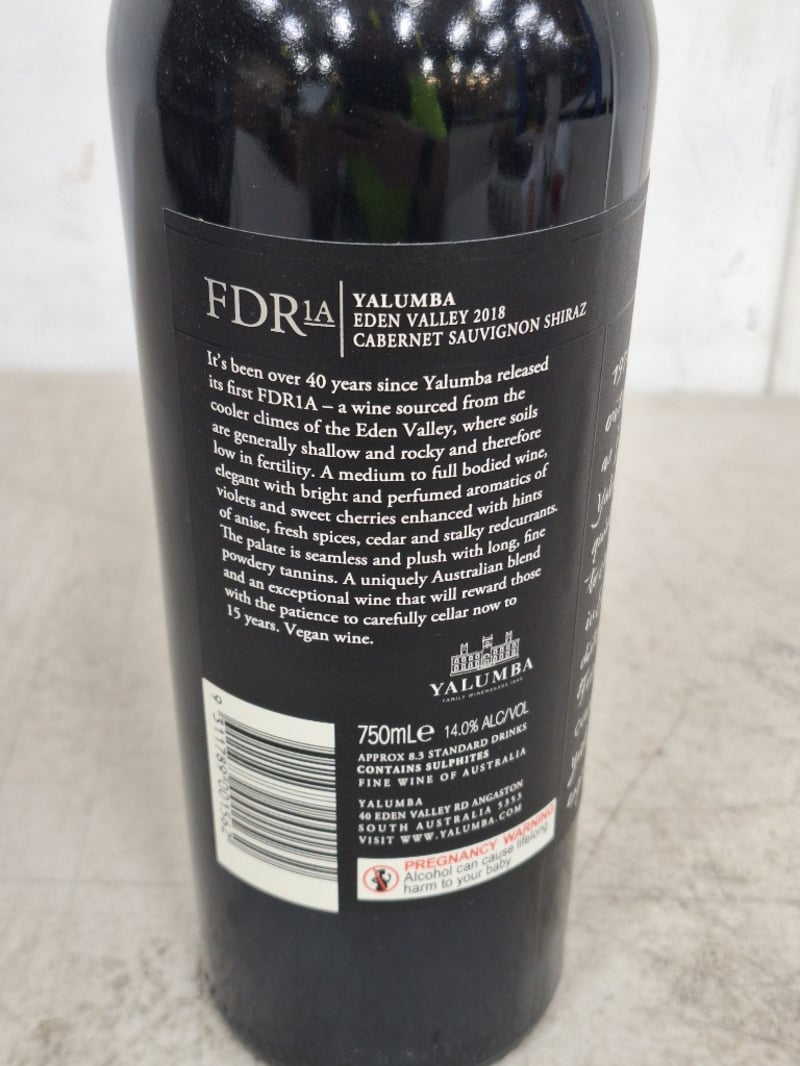 FDR1A
YALUMBA
EDEN VALLEY 2018
CABERNET SAUVIGNON SHIRAZ
It's been over 40 years since Yalumba released
its first FDR1A – a wine sourced from the
cooler climes of the Eden Valley, where soils
are generally shallow and rocky and therefore
low in fertility. A medium to full bodied wine,
elegant with bright and perfumed aromatics of
violets and sweet cherries enhanced with hints
of anise, fresh spices, cedar and stalky redcurrants.
The palate is seamless and plush with long, fine
powdery tannins. A uniquely Australian blend
and an exceptional wine that will reward those
with the patience to carefully cellar now to
15 years. Vegan wine.
YALUMBA
FAMILY WINEMAKERS 1849
750mLe 14.0% ALC/VOL
APPROX 8.3 STANDARD DRINKS
CONTAINS SULPHITES
FINE WINE OF AUSTRALIA
YALUMBA
40 EDEN VALLEY RD ANGASTON
SOUTH AUSTRALIA 5353
VISIT WWW.YALUMBA.COM
PREGNANCY WARNING
Alcohol can cause lifelong
harm to your baby